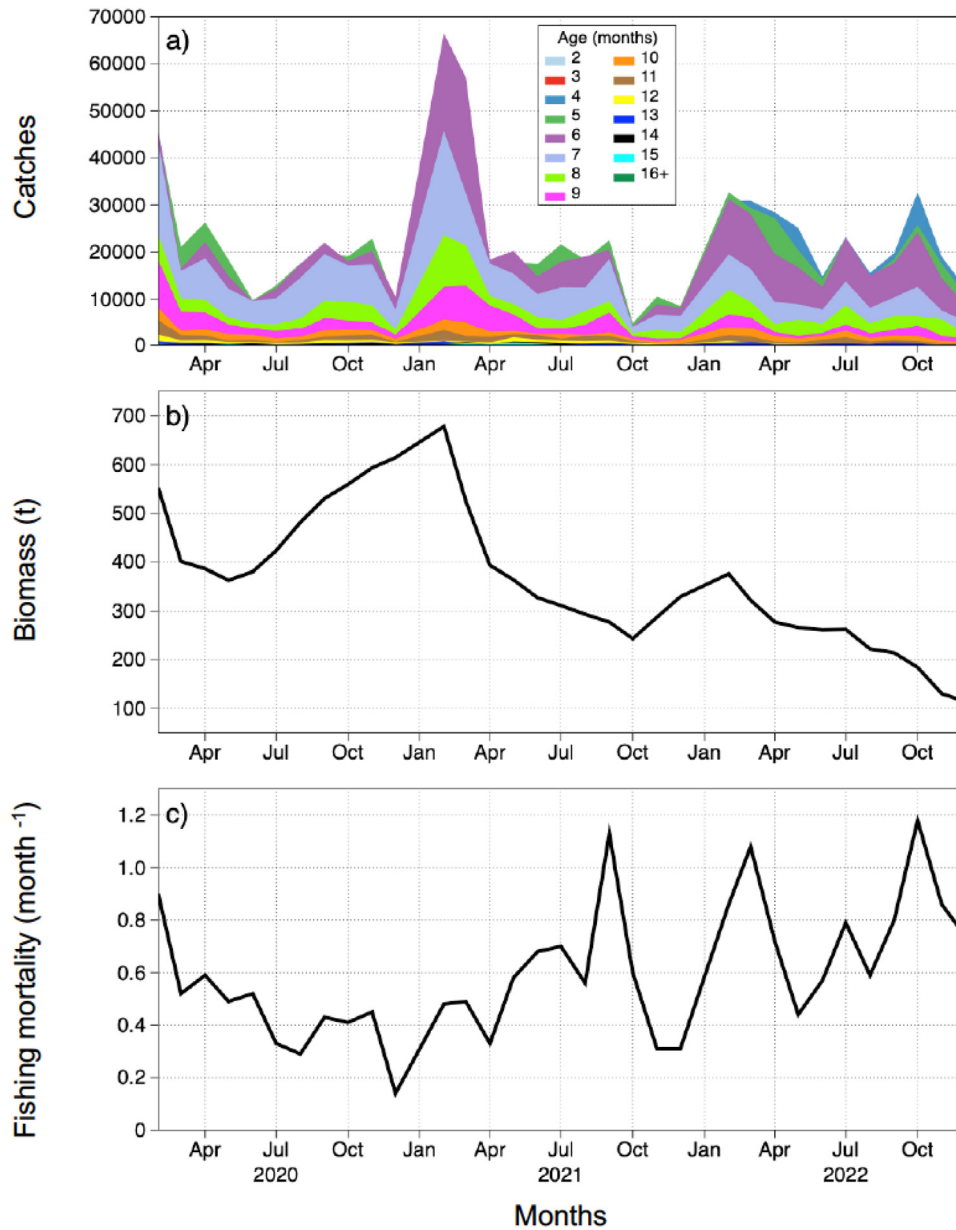 70000
60000
50000
40000
30000
20000
10000
0
Catches
a)
Age (months)
2 10
3 11
4 12
5 13
6 14
7 15
8 16+
9
Apr Jul Oct Jan Apr Jul Oct Jan Apr Jul Oct
700
600
500
400
300
200
100
Biomass (t)
b)
Apr Jul Oct Jan Apr Jul Oct Jan Apr Jul Oct
1.2
1.0
0.8
0.6
0.4
0.2
0
Fishing mortality (month -1)
c)
Apr Jul Oct Jan Apr Jul Oct Jan Apr Jul Oct
2020 2021 2022
Months